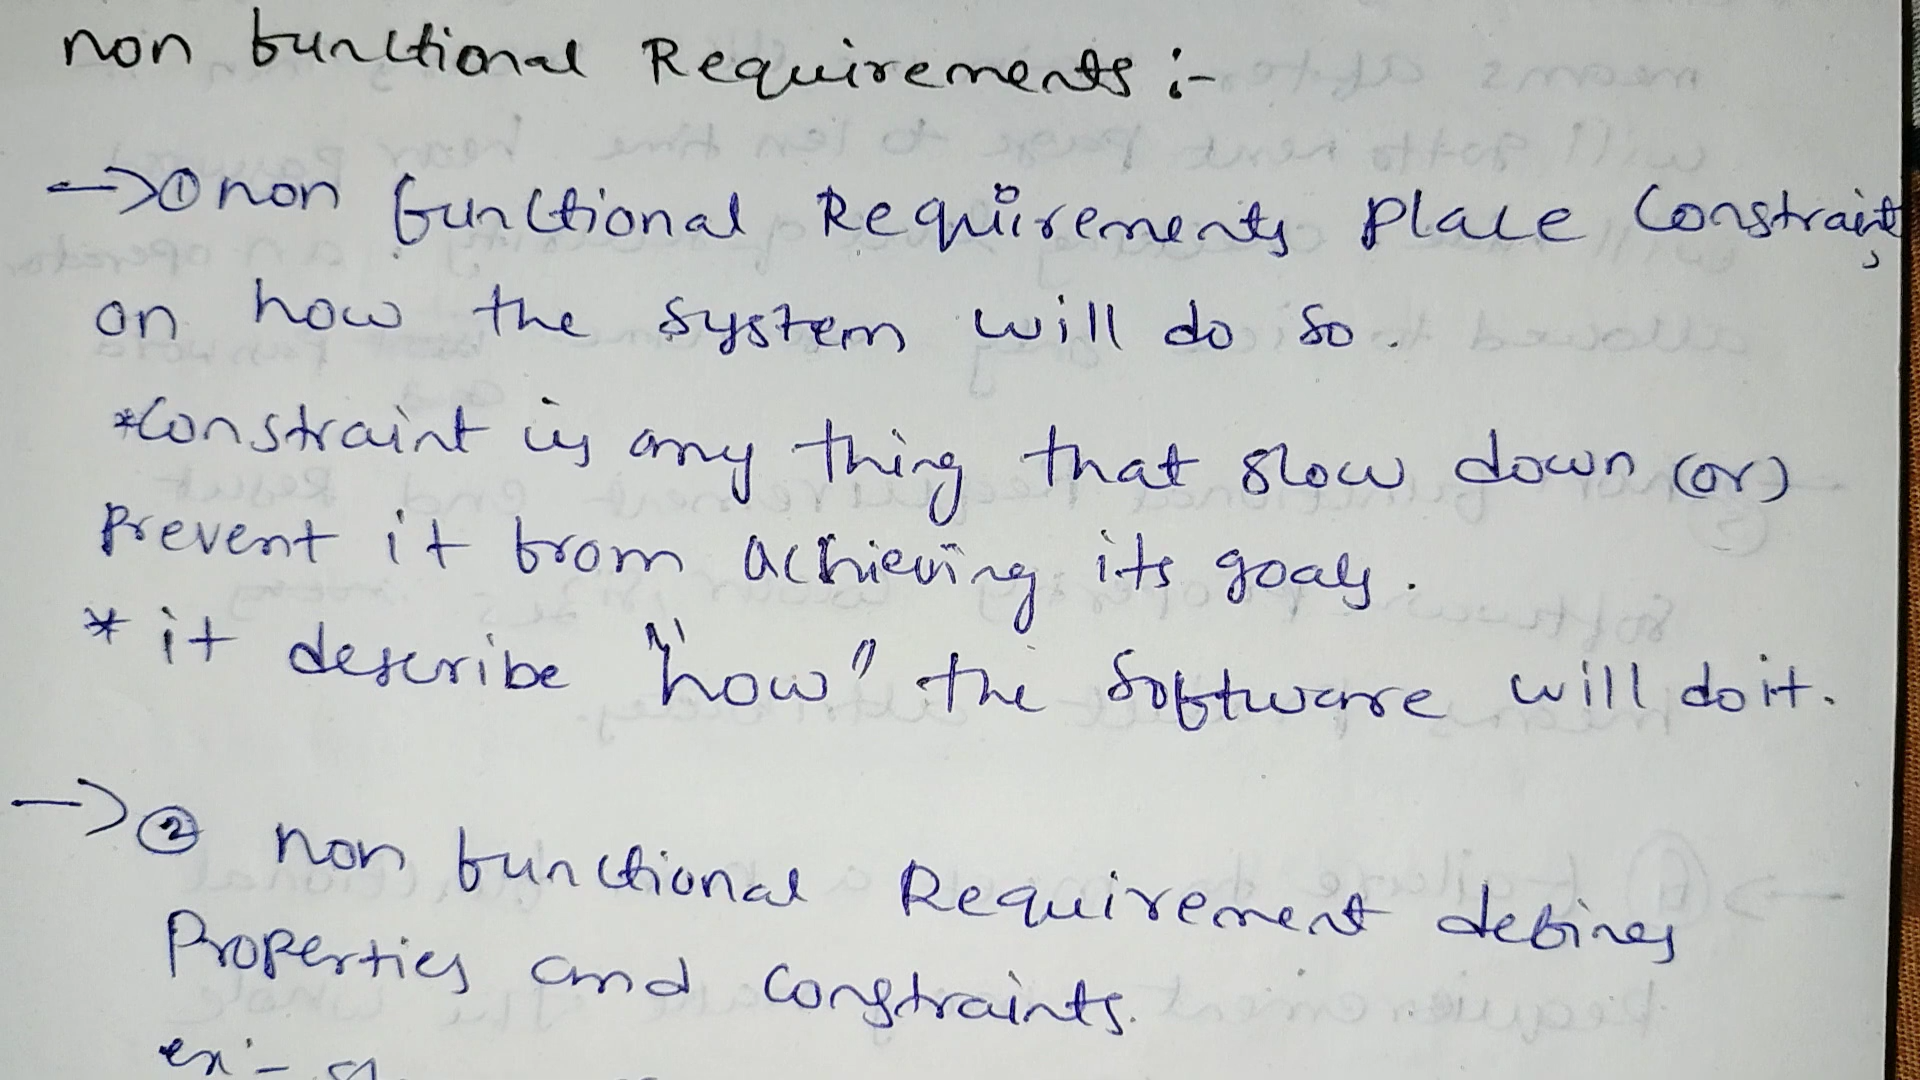 non functional Requirements :-
→ ① non functional Requirements place constraints
on how the system will do so.
*Constraint is any thing that slow down (or)
Prevent it from achieving its goals.
* it describe "how" the software will do it.
→ ② non functional Requirement defines
Properties and constraints.
ex:-